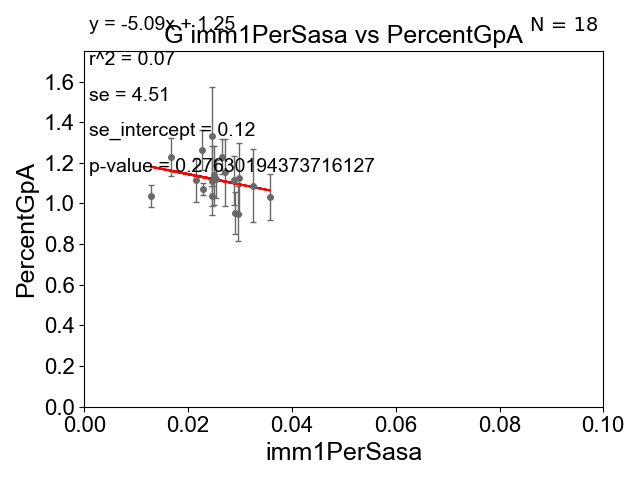 y = -5.09x + 1.25
G imm1PerSasa vs PercentGpA
N = 18
r^2 = 0.07
se = 4.51
se_intercept = 0.12
p-value = 0.27630194373716127
PercentGpA
1.6
1.4
1.2
1.0
0.8
0.6
0.4
0.2
0.0
0.00 0.02 0.04 0.06 0.08 0.10
imm1PerSasa